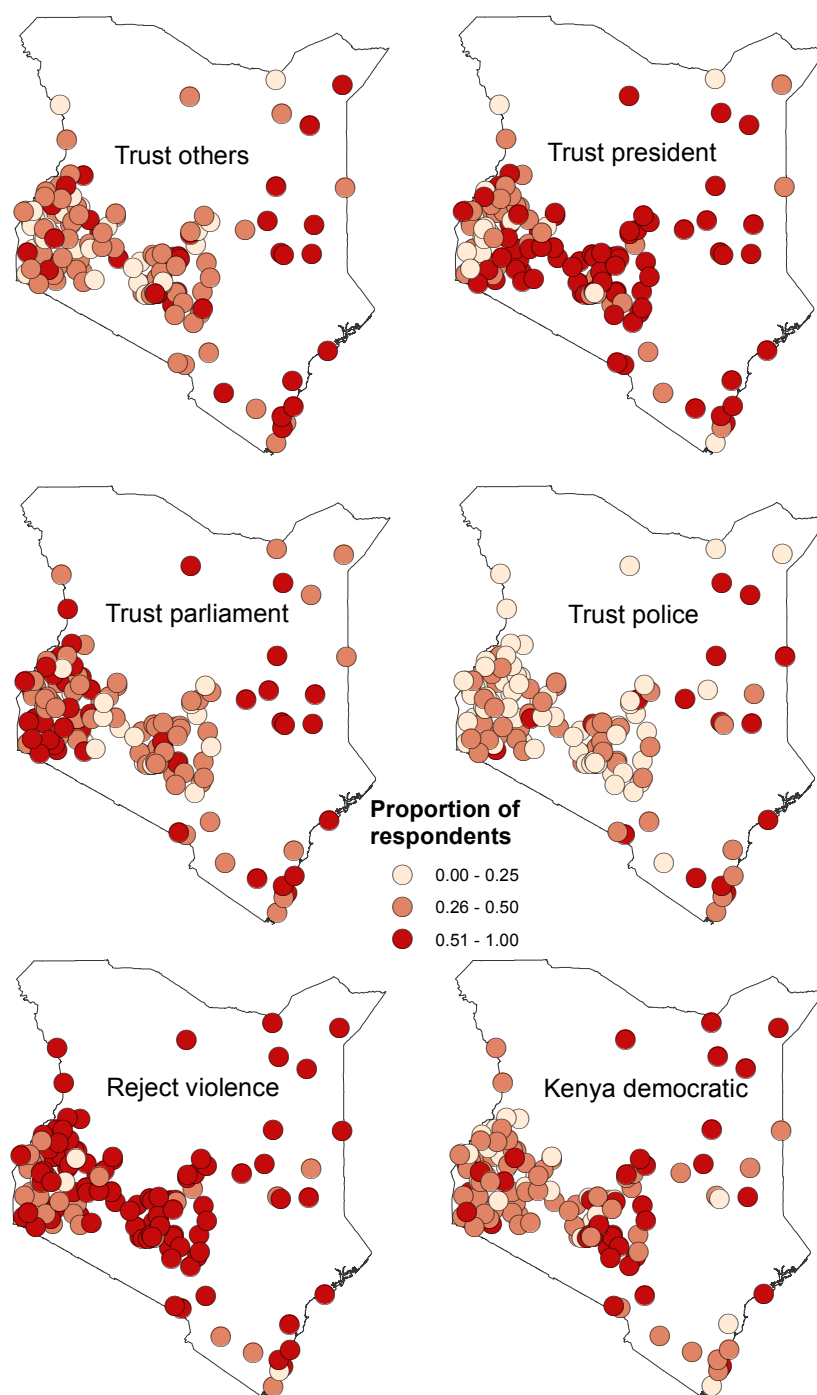 Trust others
Trust president
Trust parliament
Trust police
Proportion of
respondents
0.00 - 0.25
0.26 - 0.50
0.51 - 1.00
Reject violence
Kenya democratic